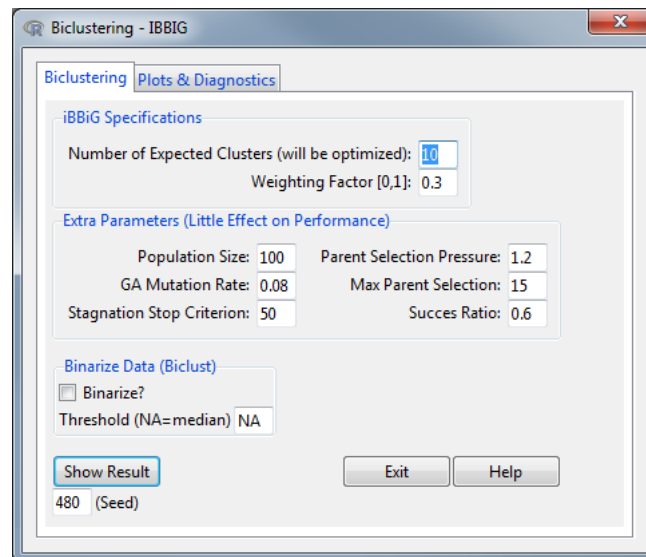 Biclustering - IBBIG
Biclustering Plots & Diagnostics
iBBiG Specifications
Number of Expected Clusters (will be optimized): 10
Weighting Factor [0,1]: 0.3
Extra Parameters (Little Effect on Performance)
Population Size: 100 Parent Selection Pressure: 1.2
GA Mutation Rate: 0.08 Max Parent Selection: 15
Stagnation Stop Criterion: 50 Succes Ratio: 0.6
Binarize Data (Biclust)
Binarize?
Threshold (NA=median) NA
Show Result Exit Help
480 (Seed)